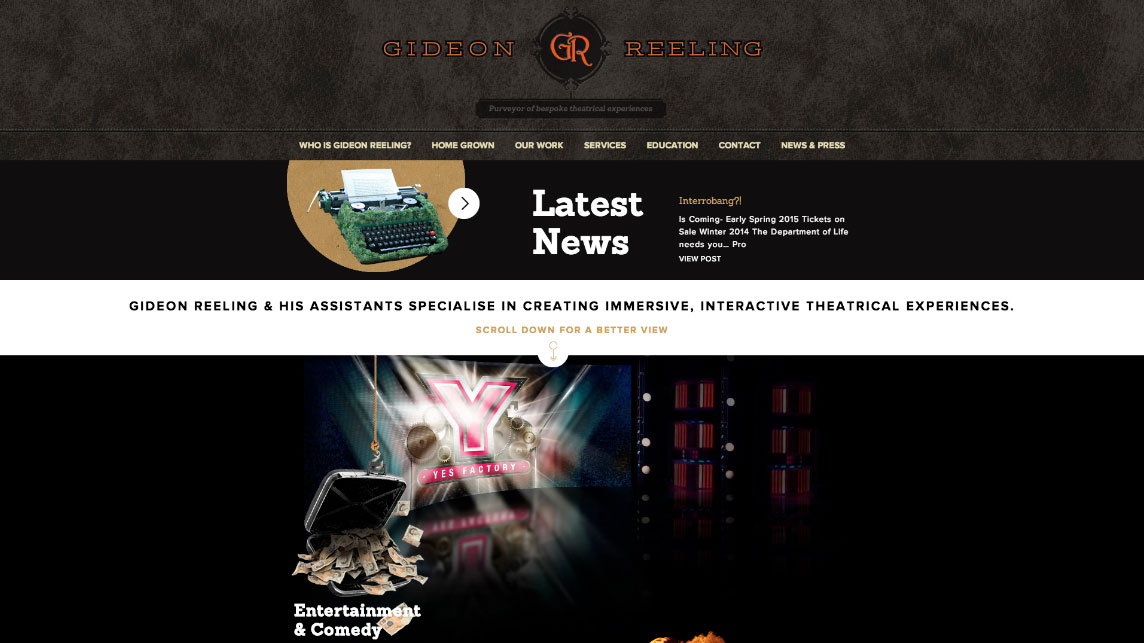 GIDEON GR REELING
Purveyor of bespoke theatrical experiences
WHO IS GIDEON REELING? HOME GROWN OUR WORK SERVICES EDUCATION CONTACT NEWS & PRESS
Latest
News
Interrobang?!
Is Coming- Early Spring 2015 Tickets on
Sale Winter 2014 The Department of Life
needs you... Pro
VIEW POST
GIDEON REELING & HIS ASSISTANTS SPECIALISE IN CREATING IMMERSIVE, INTERACTIVE THEATRICAL EXPERIENCES.
SCROLL DOWN FOR A BETTER VIEW
Y
YES FACTORY
Entertainment
& Comedy